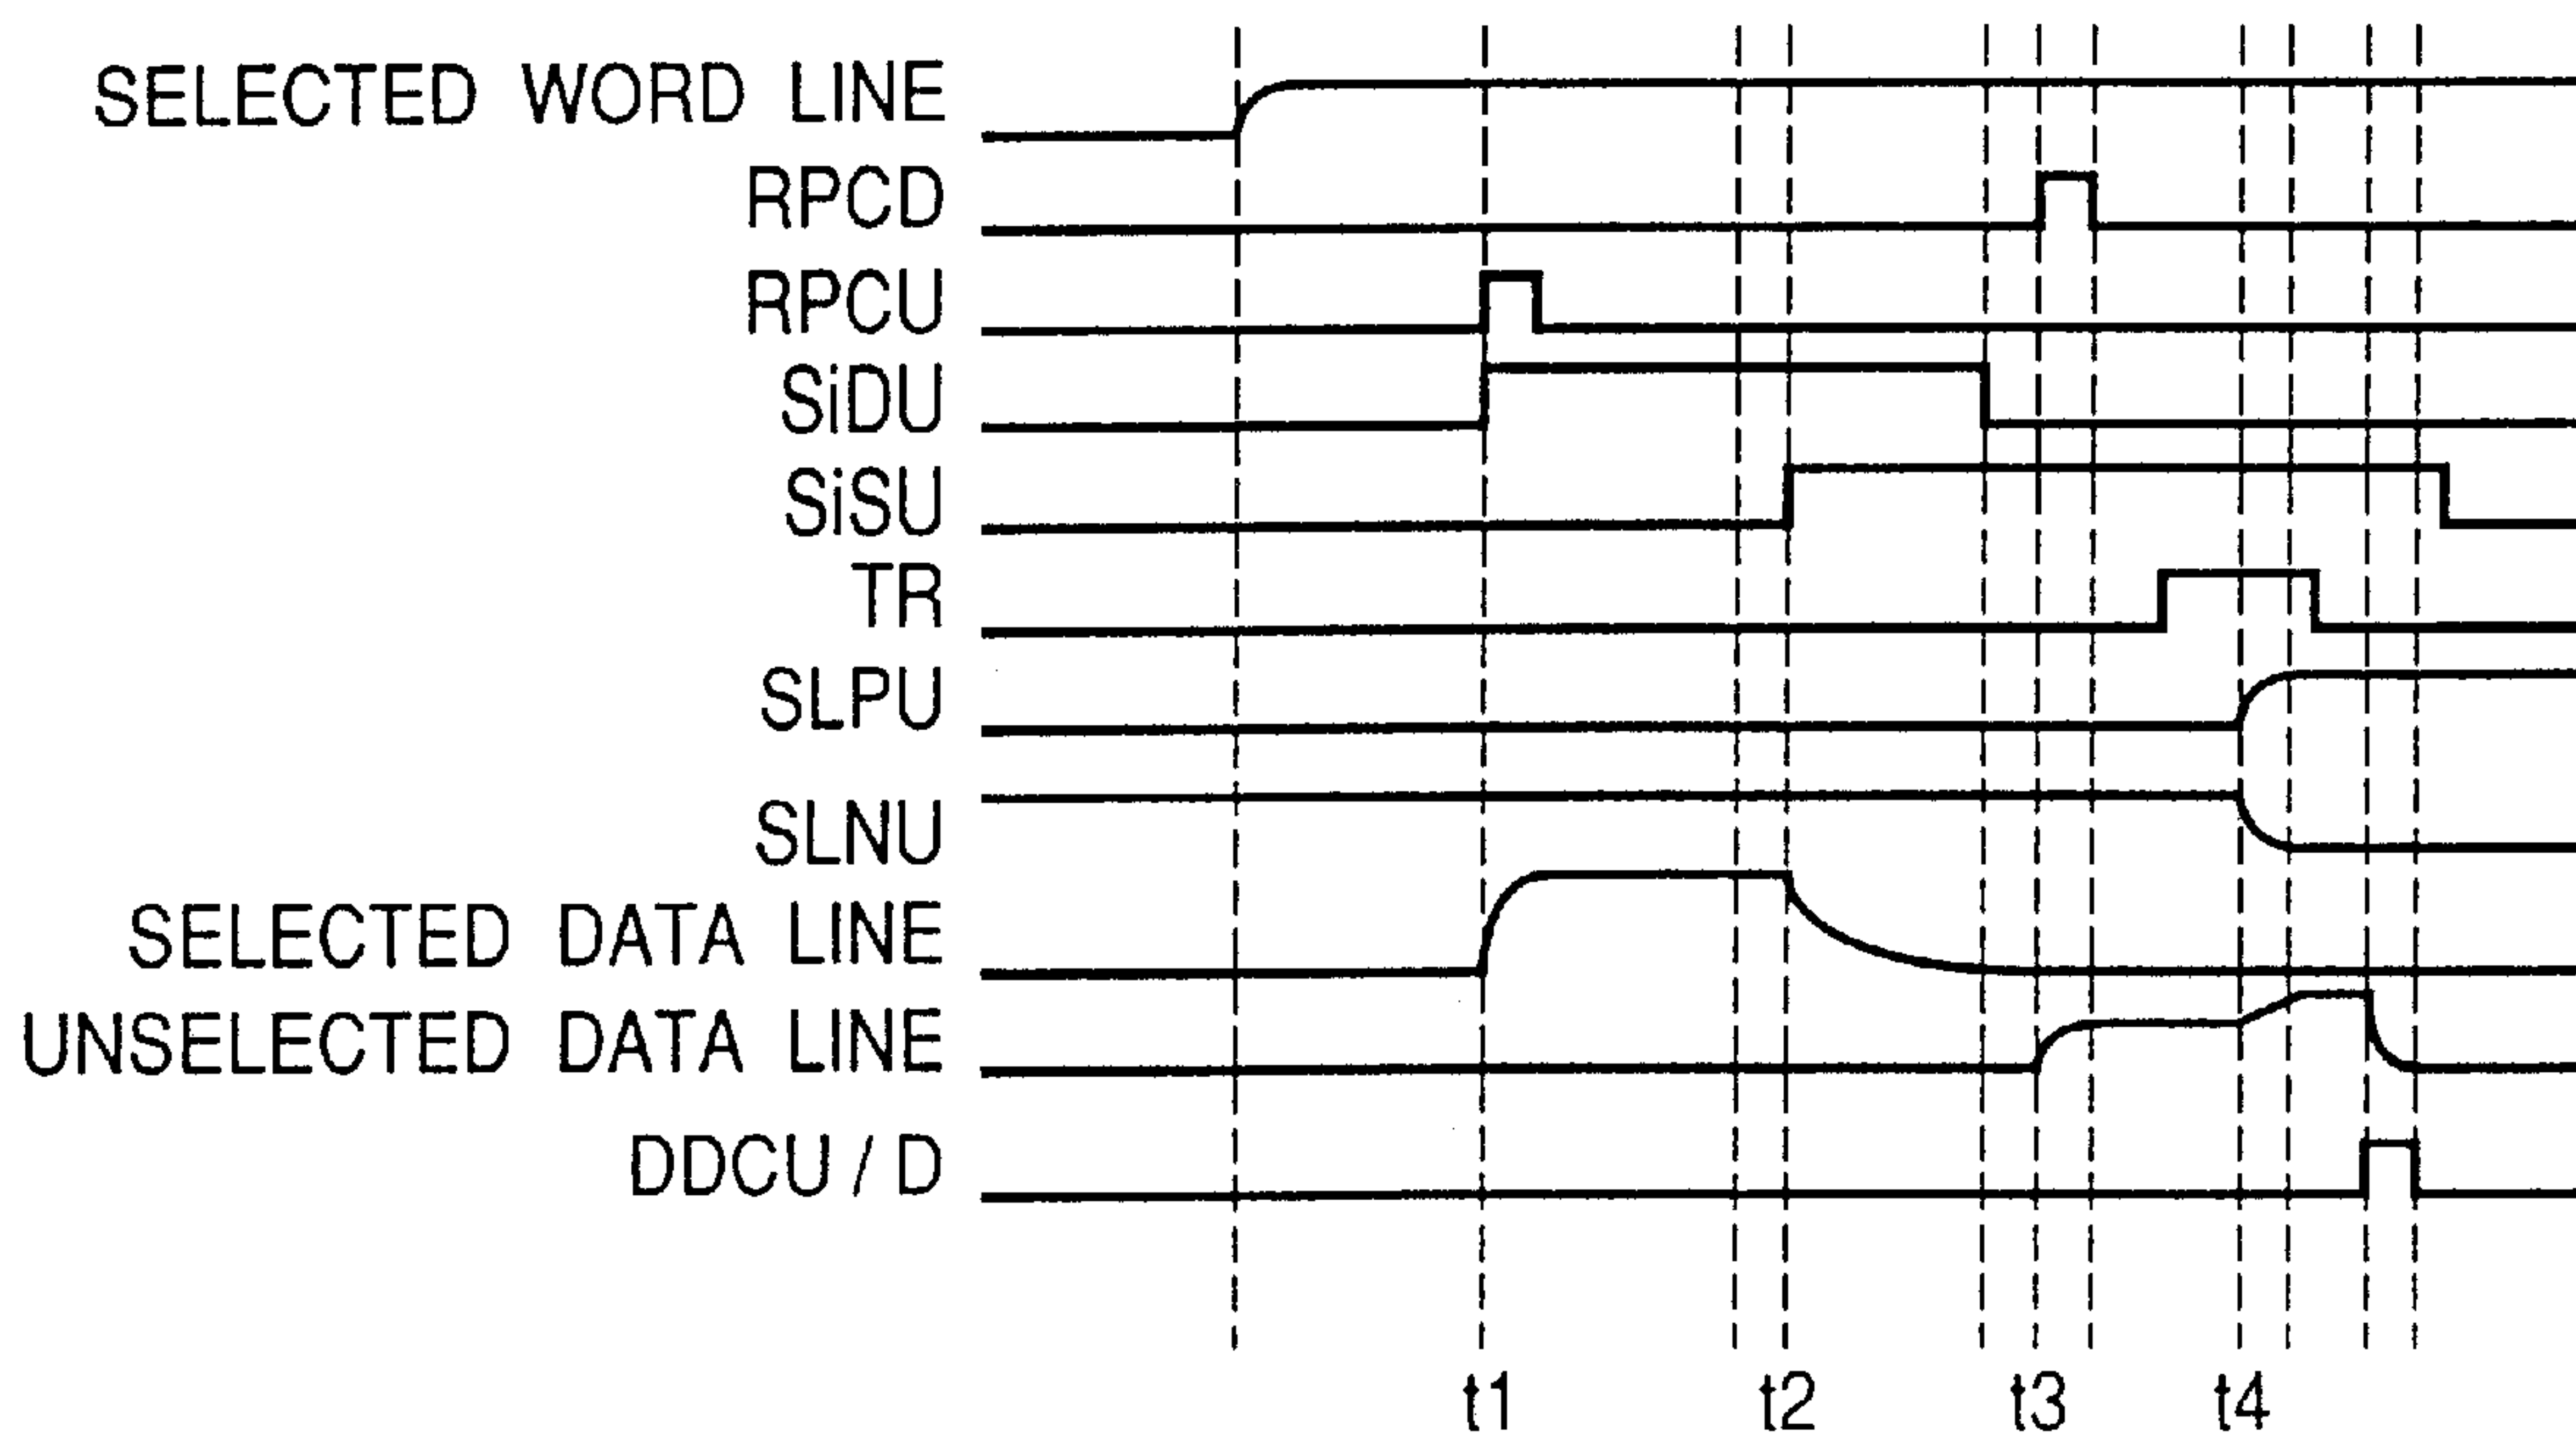 SELECTED WORD LINE
RPCD
RPCU
SiDU
SiSU
TR
SLPU
SLNU
SELECTED DATA LINE
UNSELECTED DATA LINE
DDCU / D
t1 t2 t3 t4